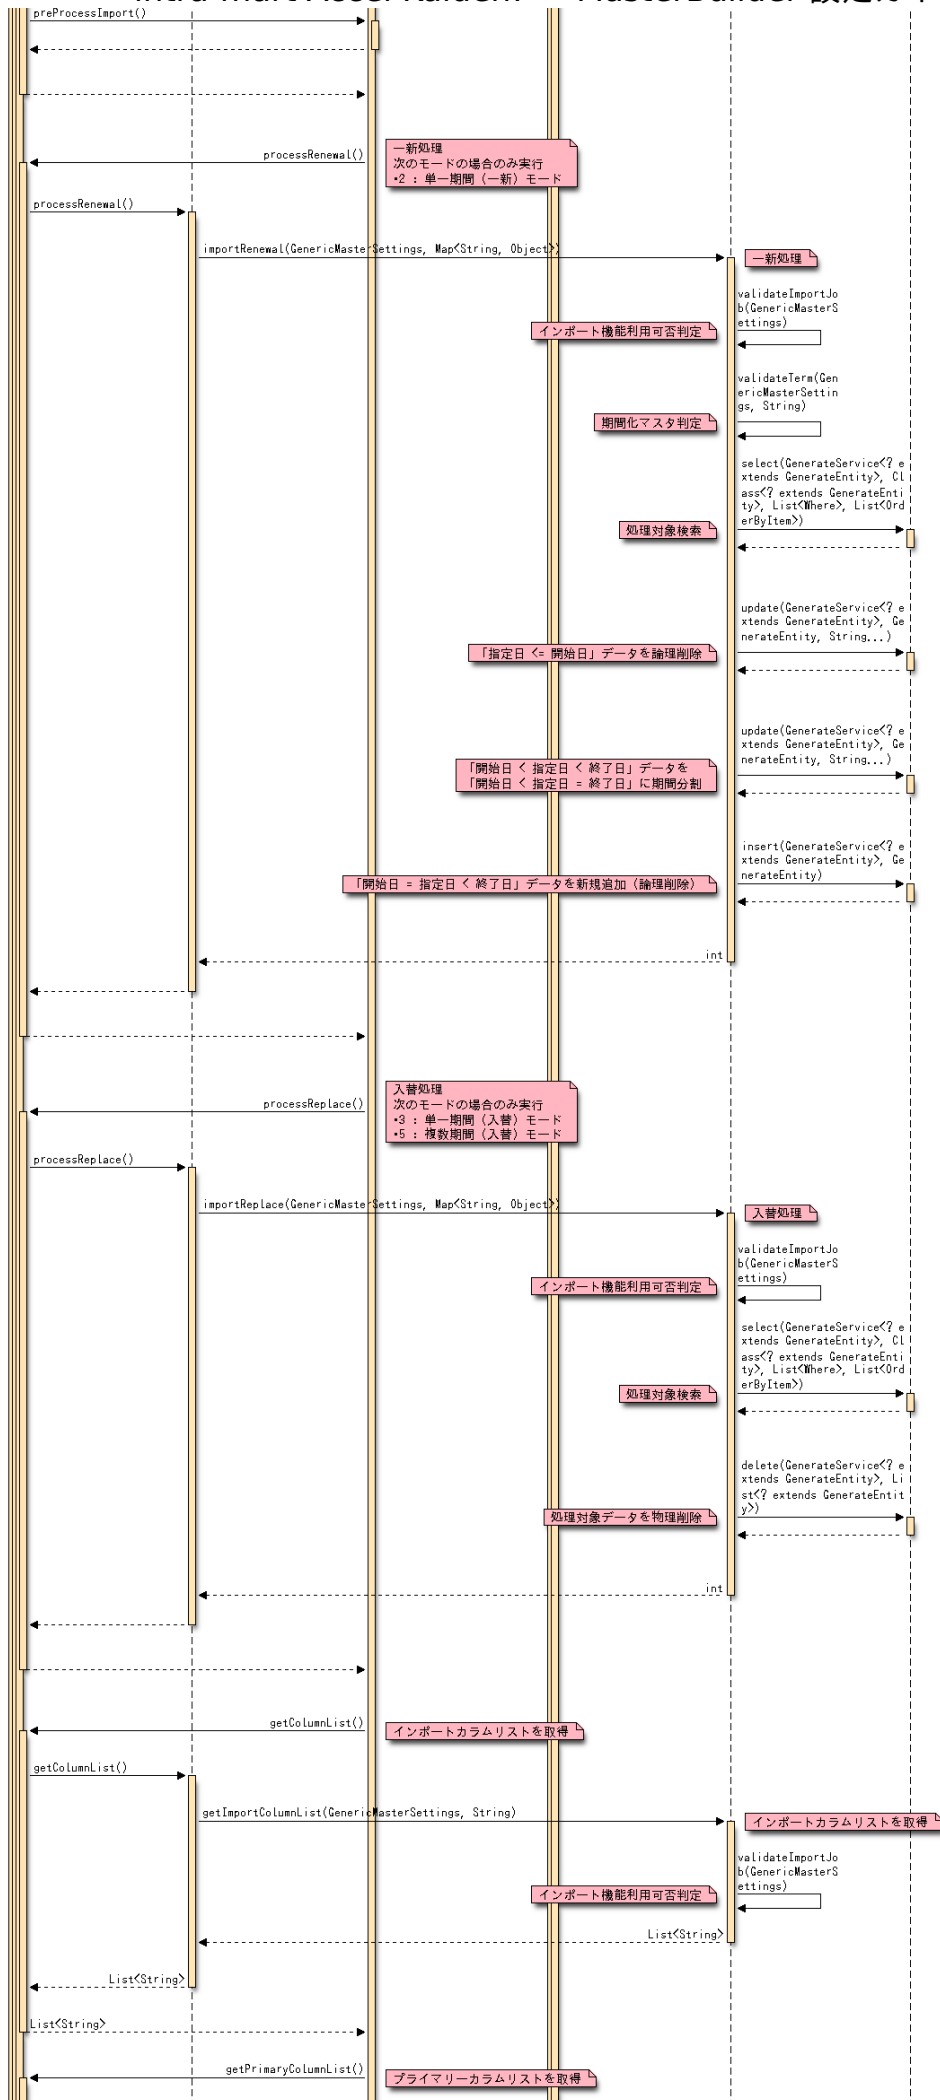 preProcessImport()
processRenewal()
一新処理
次のモードの場合のみ実行
・2 : 単一期間（一新）モード
processRenewal()
importRenewal(GenericMasterSettings, Map<String, Object>)
一新処理
validateImportJo
b(GenericMasterS
ettings)
インポート機能利用可否判定
validateTerm(Gen
ericMasterSettin
gs, String)
期間化マスタ判定
select(GenerateService<? e
xtends GenerateEntity>, Cl
ass<? extends GenerateEnti
ty>, List<Where>, List<Ord
erByItem>)
処理対象検索
update(GenerateService<? e
xtends GenerateEntity>, Ge
nerateEntity, String...)
「指定日 <= 開始日」データを論理削除
update(GenerateService<? e
xtends GenerateEntity>, Ge
nerateEntity, String...)
「開始日 < 指定日 < 終了日」データを
「開始日 < 指定日 = 終了日」に期間分割
insert(GenerateService<? e
xtends GenerateEntity>, Ge
nerateEntity)
「開始日 = 指定日 < 終了日」データを新規追加（論理削除）
int
processReplace()
入替処理
次のモードの場合のみ実行
・3 : 単一期間（入替）モード
・5 : 複数期間（入替）モード
processReplace()
importReplace(GenericMasterSettings, Map<String, Object>)
入替処理
validateImportJo
b(GenericMasterS
ettings)
インポート機能利用可否判定
select(GenerateService<? e
xtends GenerateEntity>, Cl
ass<? extends GenerateEnti
ty>, List<Where>, List<Ord
erByItem>)
処理対象検索
delete(GenerateService<? e
xtends GenerateEntity>, Li
st<? extends GenerateEntit
y>)
処理対象データを物理削除
int
getColumnList()
インポートカラムリストを取得
getColumnList()
getImportColumnList(GenericMasterSettings, String)
インポートカラムリストを取得
validateImportJo
b(GenericMasterS
ettings)
インポート機能利用可否判定
List<String>
List<String>
List<String>
getPrimaryColumnList()
プライマリーカラムリストを取得